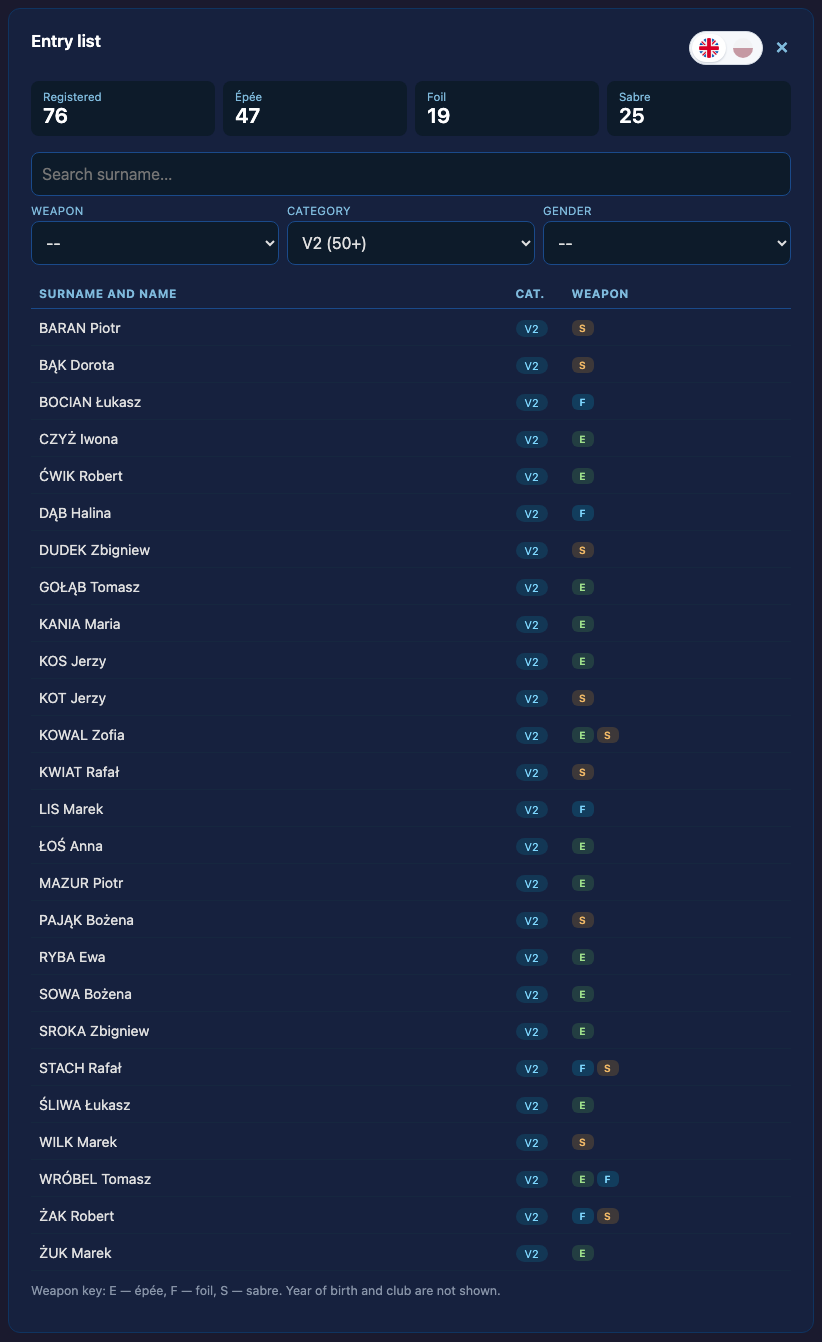 Entry list
Registered Épée Foil Sabre
76 47 19 25
Search surname...
WEAPON CATEGORY GENDER
-- V2 (50+) --
SURNAME AND NAME CAT. WEAPON
BARAN Piotr V2 S
BĄK Dorota V2 S
BOCIAN Łukasz V2 F
CZYŻ Iwona V2 E
ĆWIK Robert V2 E
DĄB Halina V2 F
DUDEK Zbigniew V2 S
GOŁĄB Tomasz V2 E
KANIA Maria V2 E
KOS Jerzy V2 E
KOT Jerzy V2 S
KOWAL Zofia V2 E S
KWIAT Rafał V2 S
LIS Marek V2 F
ŁOŚ Anna V2 E
MAZUR Piotr V2 E
PAJĄK Bożena V2 S
RYBA Ewa V2 E
SOWA Bożena V2 E
SROKA Zbigniew V2 E
STACH Rafał V2 F S
ŚLIWA Łukasz V2 E
WILK Marek V2 S
WRÓBEL Tomasz V2 E F
ŻAK Robert V2 F S
ŻUK Marek V2 E
Weapon key: E — épée, F — foil, S — sabre. Year of birth and club are not shown.